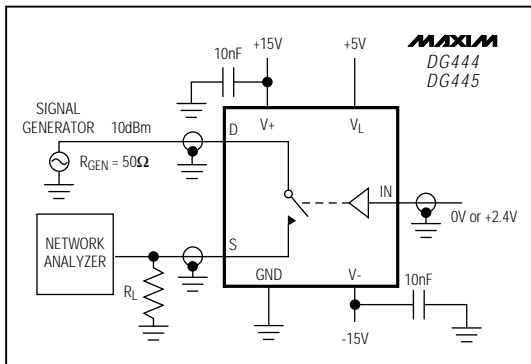 +15V
+5V
MAXIM
DG444
DG445
10nF
SIGNAL
GENERATOR
10dBm
D
V+
VL
RGEN = 50Ω
IN
0V or +2.4V
NETWORK
ANALYZER
S
RL
GND
V-
10nF
-15V